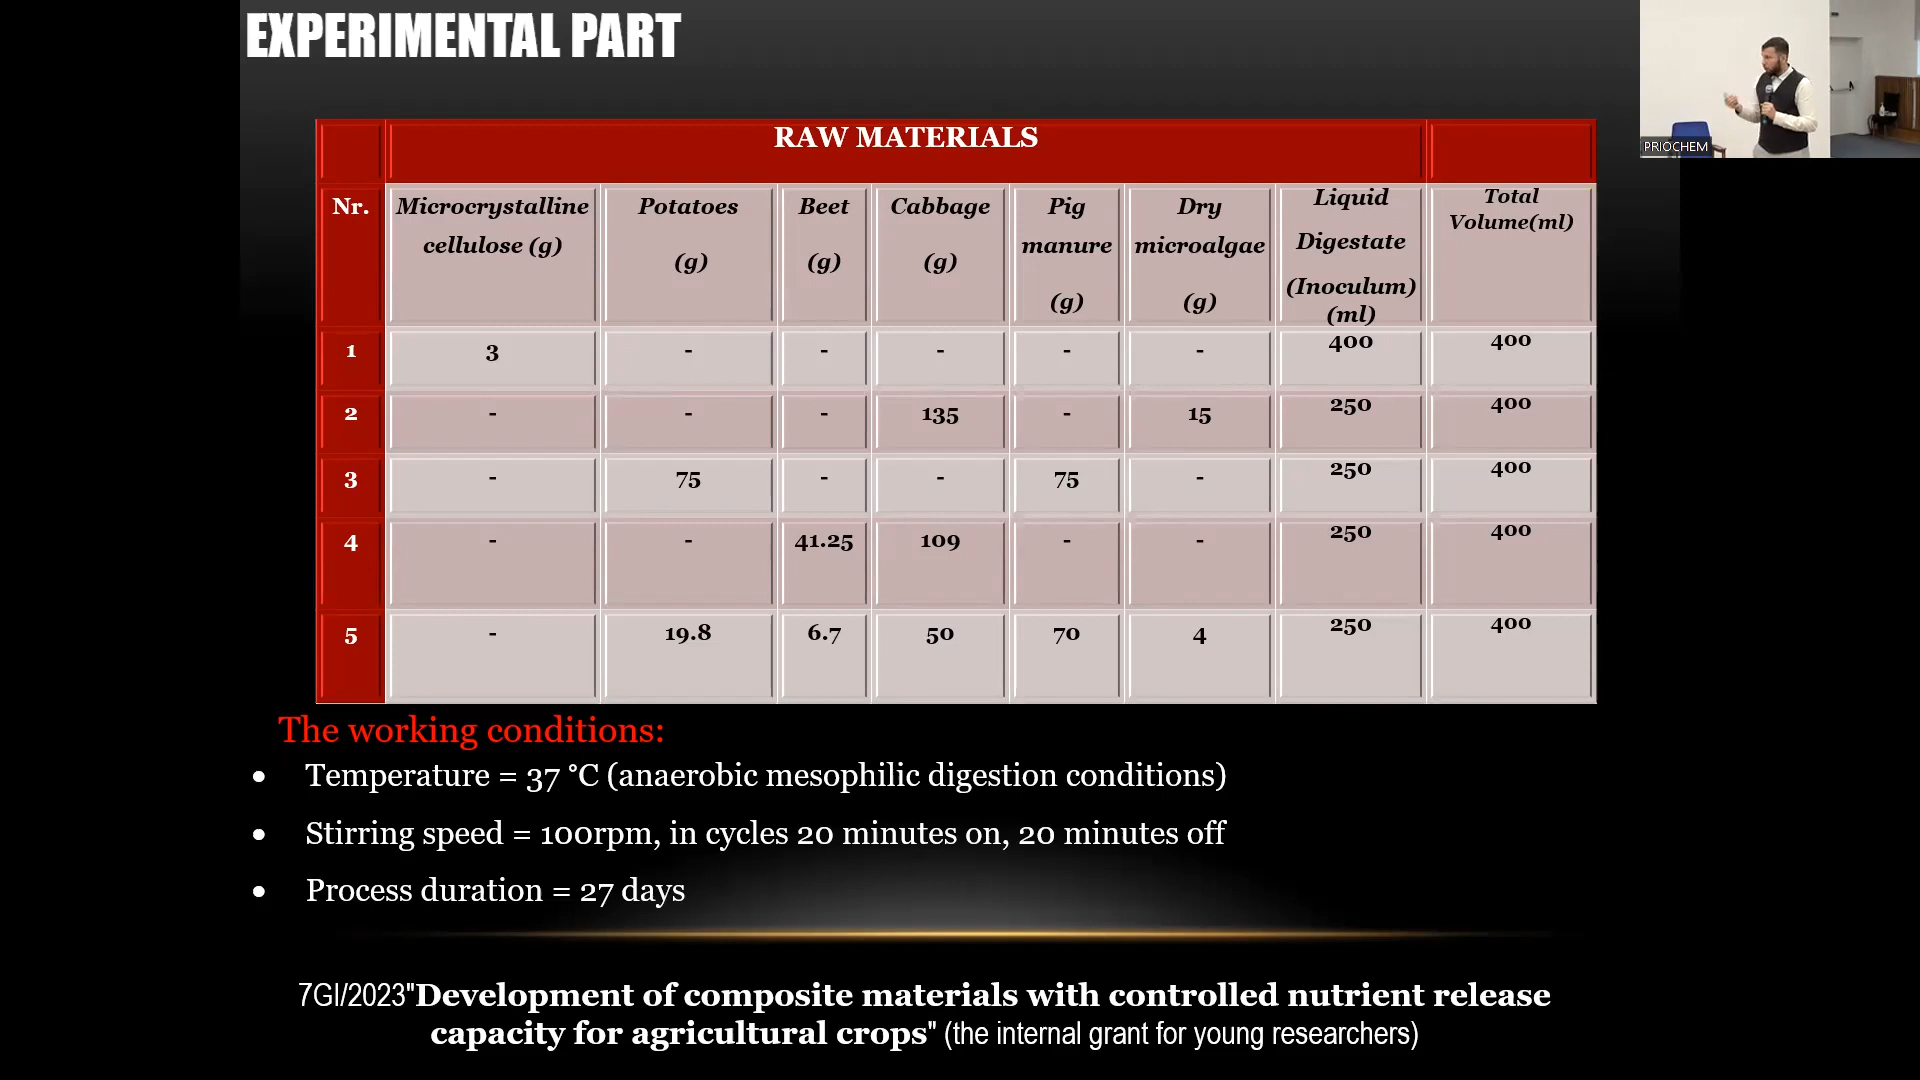 EXPERIMENTAL PART
PRIOCHEM
RAW MATERIALS
Nr. Microcrystalline cellulose (g) Potatoes (g) Beet (g) Cabbage (g) Pig manure (g) Dry microalgae (g) Liquid Digestate (Inoculum) (ml) Total Volume(ml)
1 3 - - - - - 400 400
2 - - - 135 - 15 250 400
3 - 75 - - 75 - 250 400
4 - - 41.25 109 - - 250 400
5 - 19.8 6.7 50 70 4 250 400
The working conditions:
• Temperature = 37 °C (anaerobic mesophilic digestion conditions)
• Stirring speed = 100rpm, in cycles 20 minutes on, 20 minutes off
• Process duration = 27 days
7GI/2023"Development of composite materials with controlled nutrient release
capacity for agricultural crops" (the internal grant for young researchers)